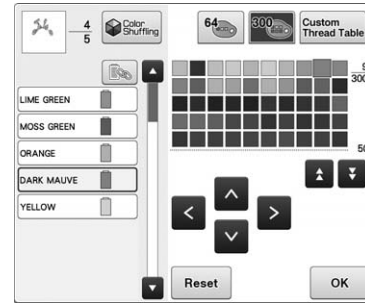 4
5
Color
Shuffling
64
300
Custom
Thread Table
9
300
LIME GREEN
MOSS GREEN
ORANGE
DARK MAUVE
YELLOW
50
Reset
OK